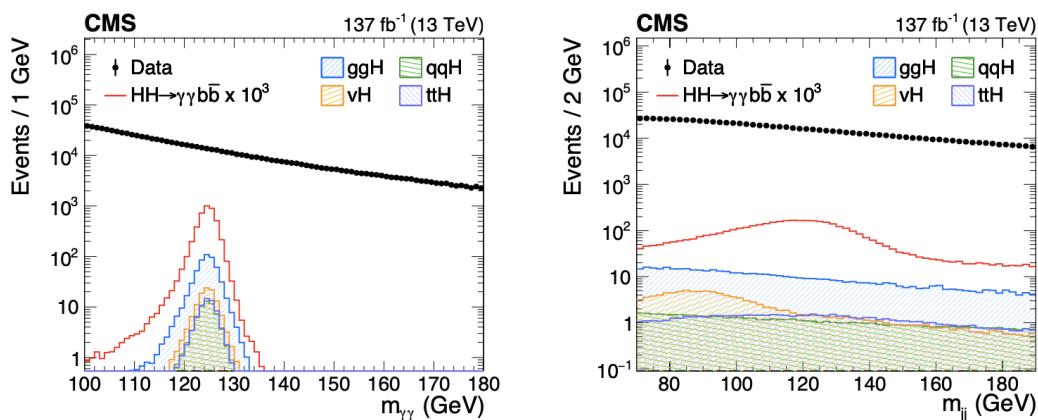 CMS 137 fb⁻¹ (13 TeV)
Events / 1 GeV
10⁶
10⁵
10⁴
10³
10²
10
1
Data
HH→γγbb̅ x 10³
ggH
qqH
vH
ttH
100 110 120 130 140 150 160 170 180
m_γγ (GeV)
CMS 137 fb⁻¹ (13 TeV)
Events / 2 GeV
10⁶
10⁵
10⁴
10³
10²
10
1
10⁻¹
Data
HH→γγbb̅ x 10³
ggH
qqH
vH
ttH
80 100 120 140 160 180
m_jj (GeV)